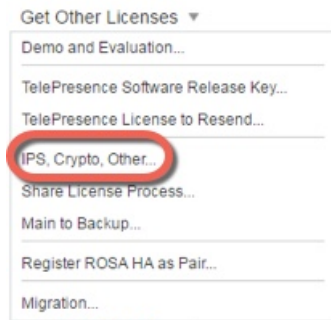 Get Other Licenses ▼
Demo and Evaluation...
TelePresence Software Release Key...
TelePresence License to Resend...
IPS, Crypto, Other...
Share License Process...
Main to Backup...
Register ROSA HA as Pair...
Migration...